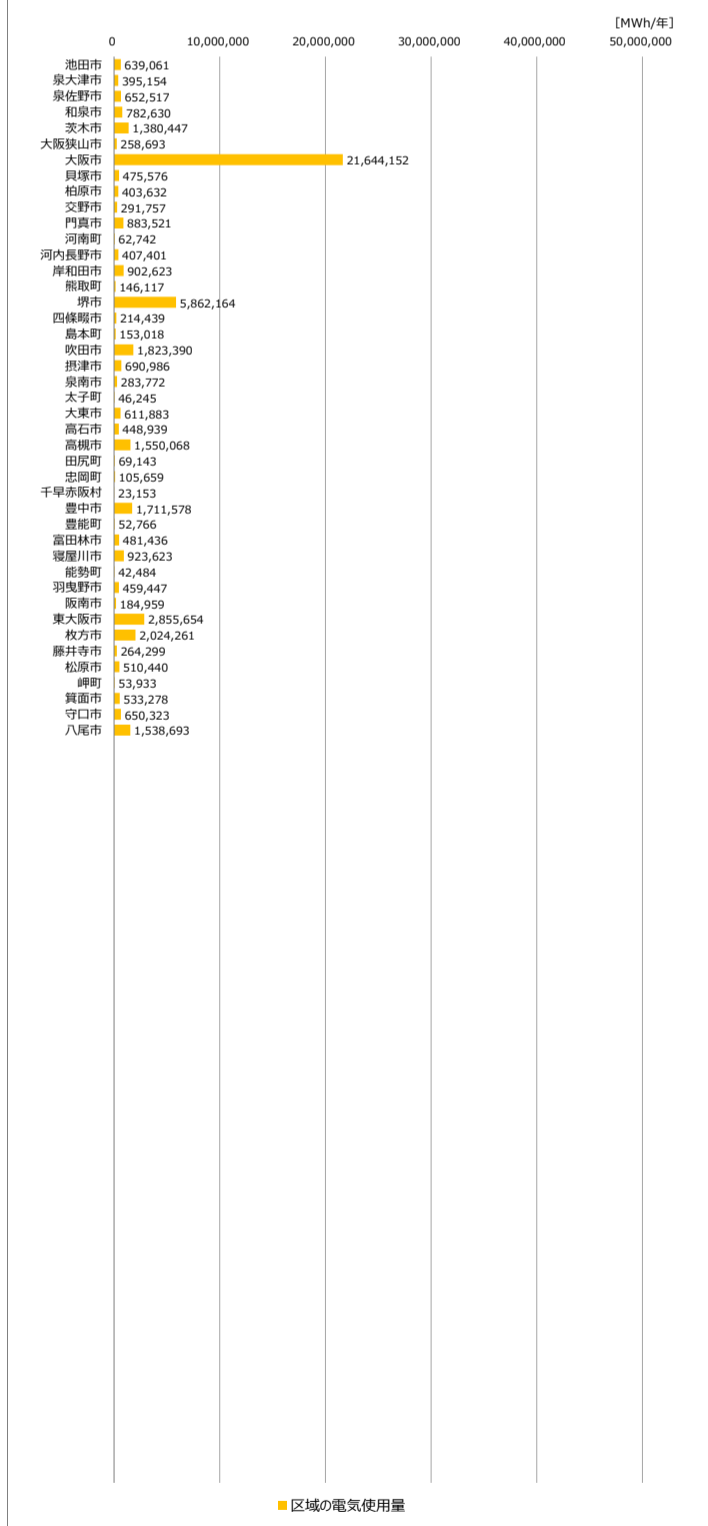 [MWh/年]
0 10,000,000 20,000,000 30,000,000 40,000,000 50,000,000
池田市 639,061
泉大津市 395,154
泉佐野市 652,517
和泉市 782,630
茨木市 1,380,447
大阪狭山市 258,693
大阪市 21,644,152
貝塚市 475,576
柏原市 403,632
交野市 291,757
門真市 883,521
河南町 62,742
河内長野市 407,401
岸和田市 902,623
熊取町 146,117
堺市 5,862,164
四條畷市 214,439
島本町 153,018
吹田市 1,823,390
摂津市 690,986
泉南市 283,772
太子町 46,245
大東市 611,883
高石市 448,939
高槻市 1,550,068
田尻町 69,143
忠岡町 105,659
千早赤阪村 23,153
豊中市 1,711,578
豊能町 52,766
富田林市 481,436
寝屋川市 923,623
能勢町 42,484
羽曳野市 459,447
阪南市 184,959
東大阪市 2,855,654
枚方市 2,024,261
藤井寺市 264,299
松原市 510,440
岬町 53,933
箕面市 533,278
守口市 650,323
八尾市 1,538,693
区域の電気使用量